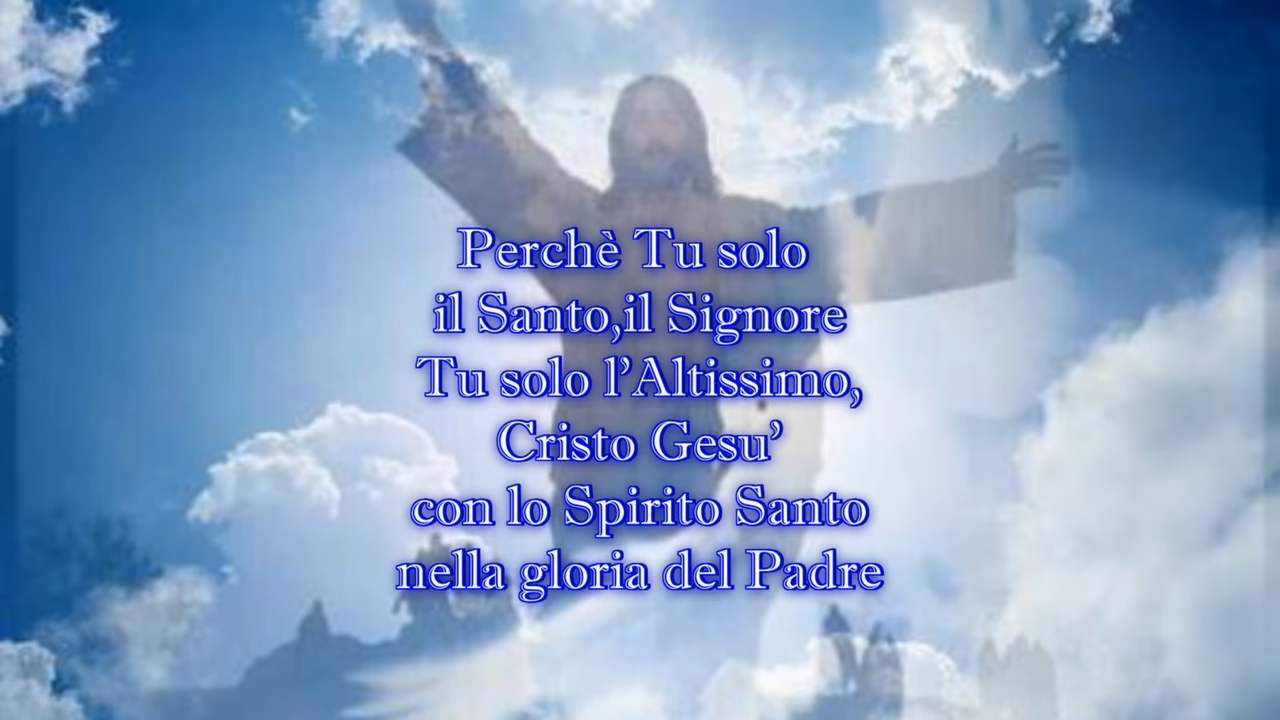 Perchè Tu solo
il Santo,il Signore
Tu solo l’Altissimo,
Cristo Gesu’
con lo Spirito Santo
nella gloria del Padre